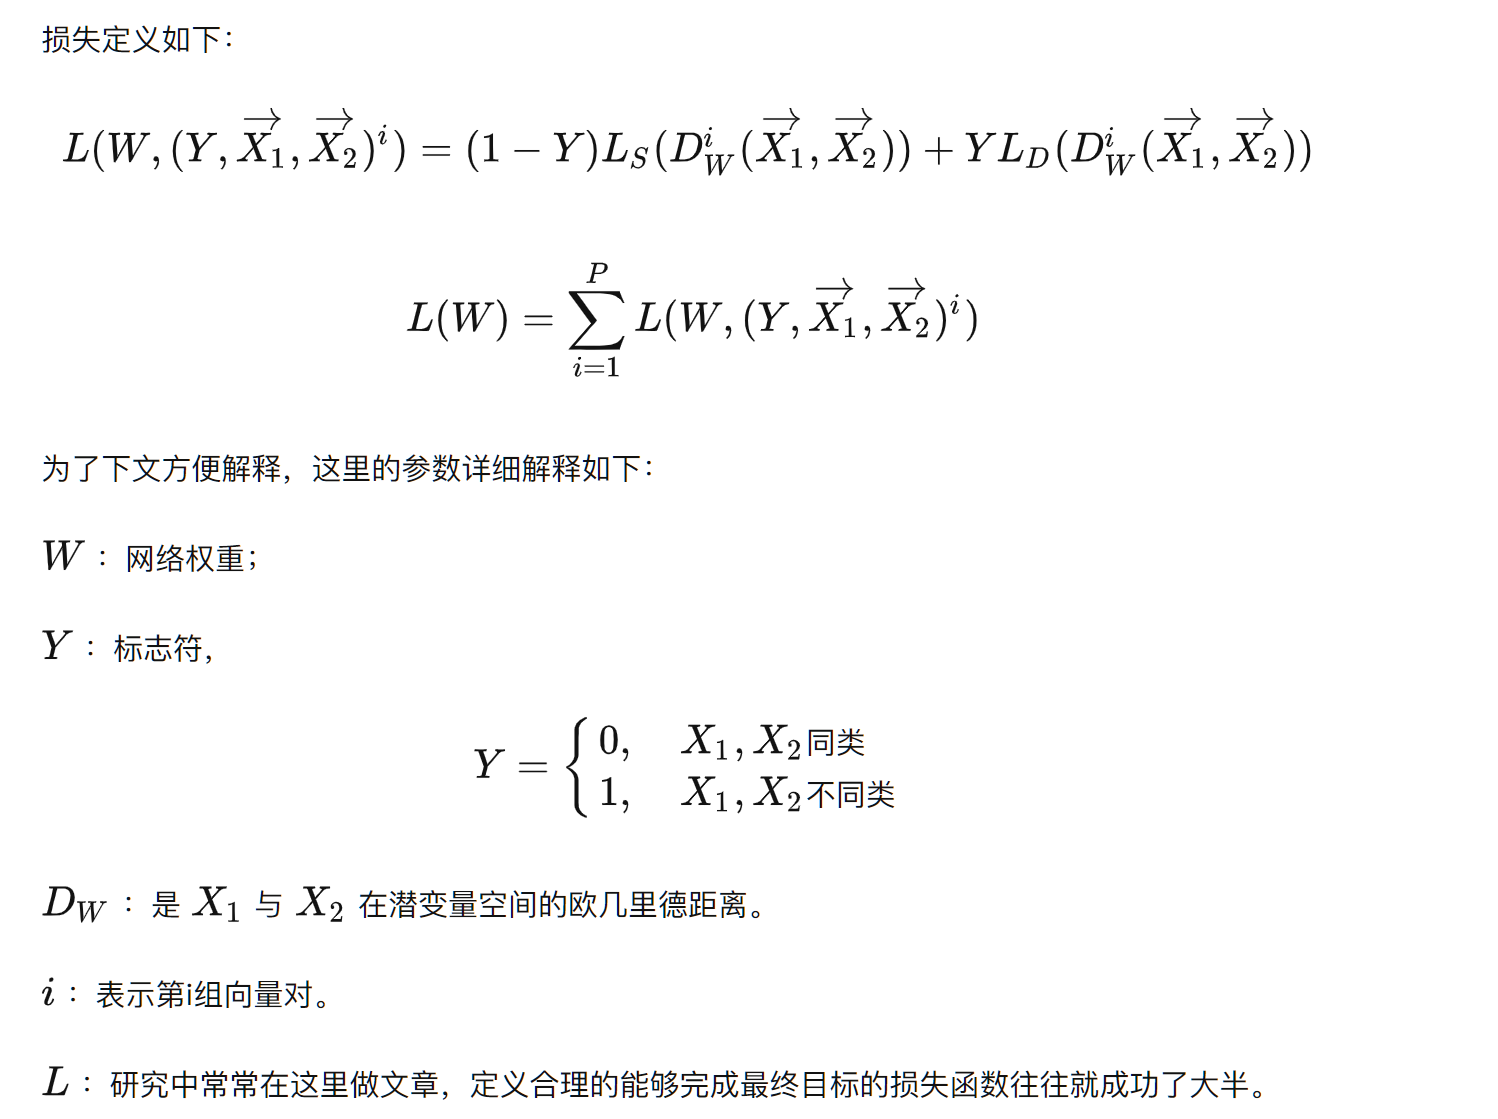 损失定义如下：
$L(W,(Y,\overrightarrow{X_1},\overrightarrow{X_2})^i) = (1-Y)L_S(D_W^i(\overrightarrow{X_1},\overrightarrow{X_2})) + YL_D(D_W^i(\overrightarrow{X_1},\overrightarrow{X_2}))$
$L(W) = \sum_{i=1}^{P} L(W,(Y,\overrightarrow{X_1},\overrightarrow{X_2})^i)$
为了下文方便解释，这里的参数详细解释如下：
$W$ ：网络权重；
$Y$ ：标志符，
$Y = \begin{cases} 0, & X_1, X_2 同类 \\ 1, & X_1, X_2 不同类 \end{cases}$
$D_W$ ：是 $X_1$ 与 $X_2$ 在潜变量空间的欧几里德距离。
$i$ ：表示第i组向量对。
$L$ ：研究中常常在这里做文章，定义合理的能够完成最终目标的损失函数往往就成功了大半。